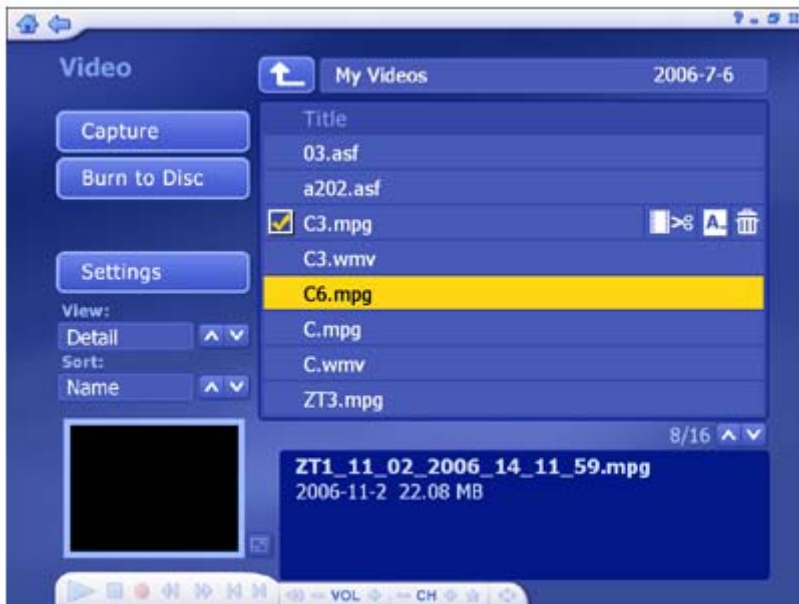 ?
Video
My Videos 2006-7-6
Capture
Burn to Disc
Settings
View:
Detail
Sort:
Name
Title
03.asf
a202.asf
C3.mpg A
C3.wmv
C6.mpg
C.mpg
C.wmv
ZT3.mpg
8/16
ZT1_11_02_2006_14_11_59.mpg
2006-11-2 22.08 MB
VOL
CH